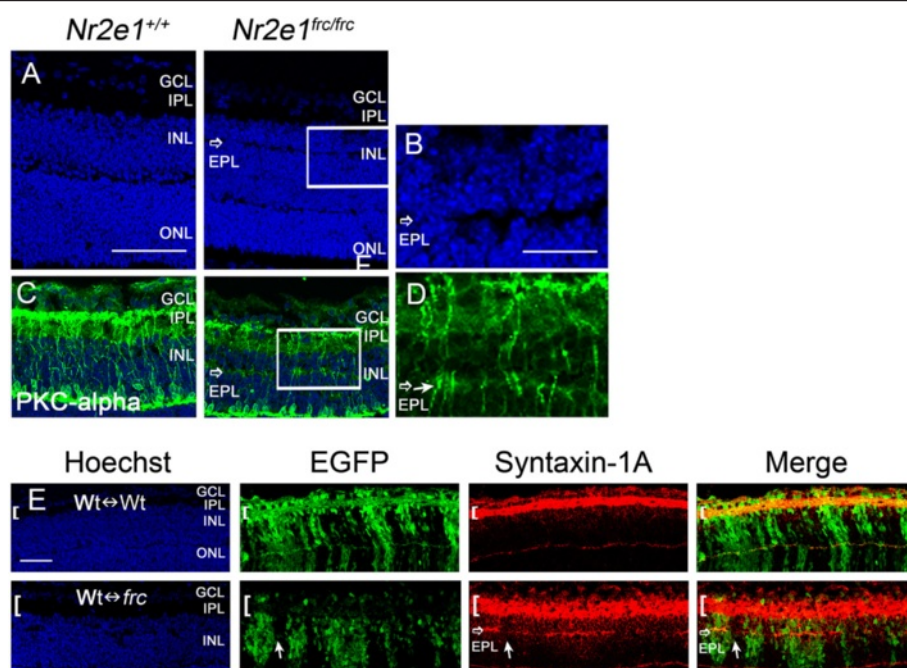 Nr2e1+/+ Nr2e1frc/frc
A GCL IPL INL ONL
GCL IPL INL EPL ONL
B EPL
C GCL IPL INL PKC-alpha
GCL IPL INL EPL
D EPL
Hoechst EGFP Syntaxin-1A Merge
E Wt↔Wt GCL IPL INL ONL
Wt↔frc GCL IPL INL
EPL EPL